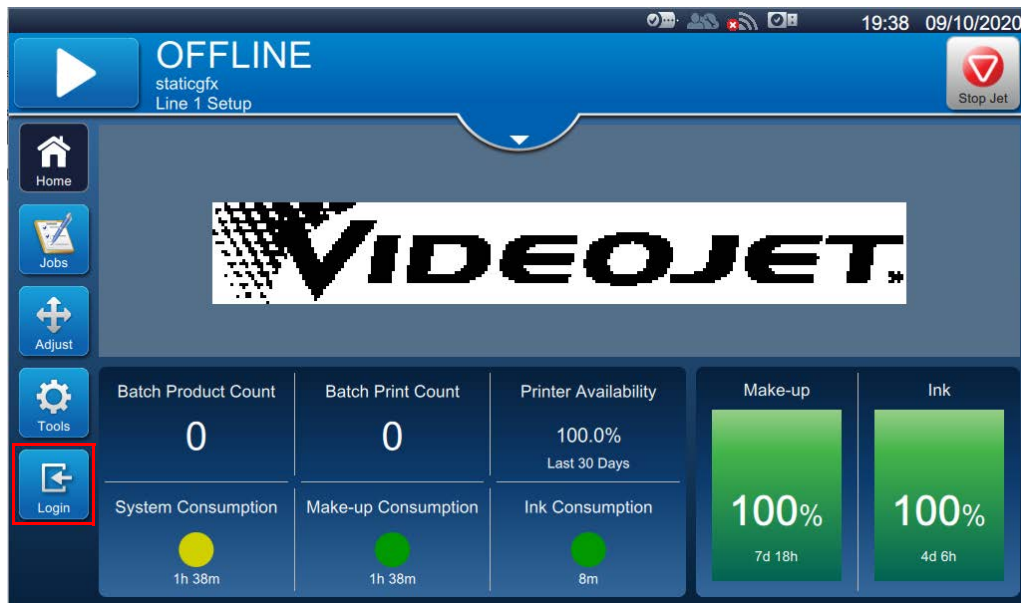 19:38 09/10/2020
OFFLINE
staticgfx
Line 1 Setup
Stop Jet
Home
Jobs
Adjust
Tools
Login
VIDEOJET.
Batch Product Count
0
Batch Print Count
0
Printer Availability
100.0%
Last 30 Days
System Consumption
1h 38m
Make-up Consumption
1h 38m
Ink Consumption
8m
Make-up
100%
7d 18h
Ink
100%
4d 6h